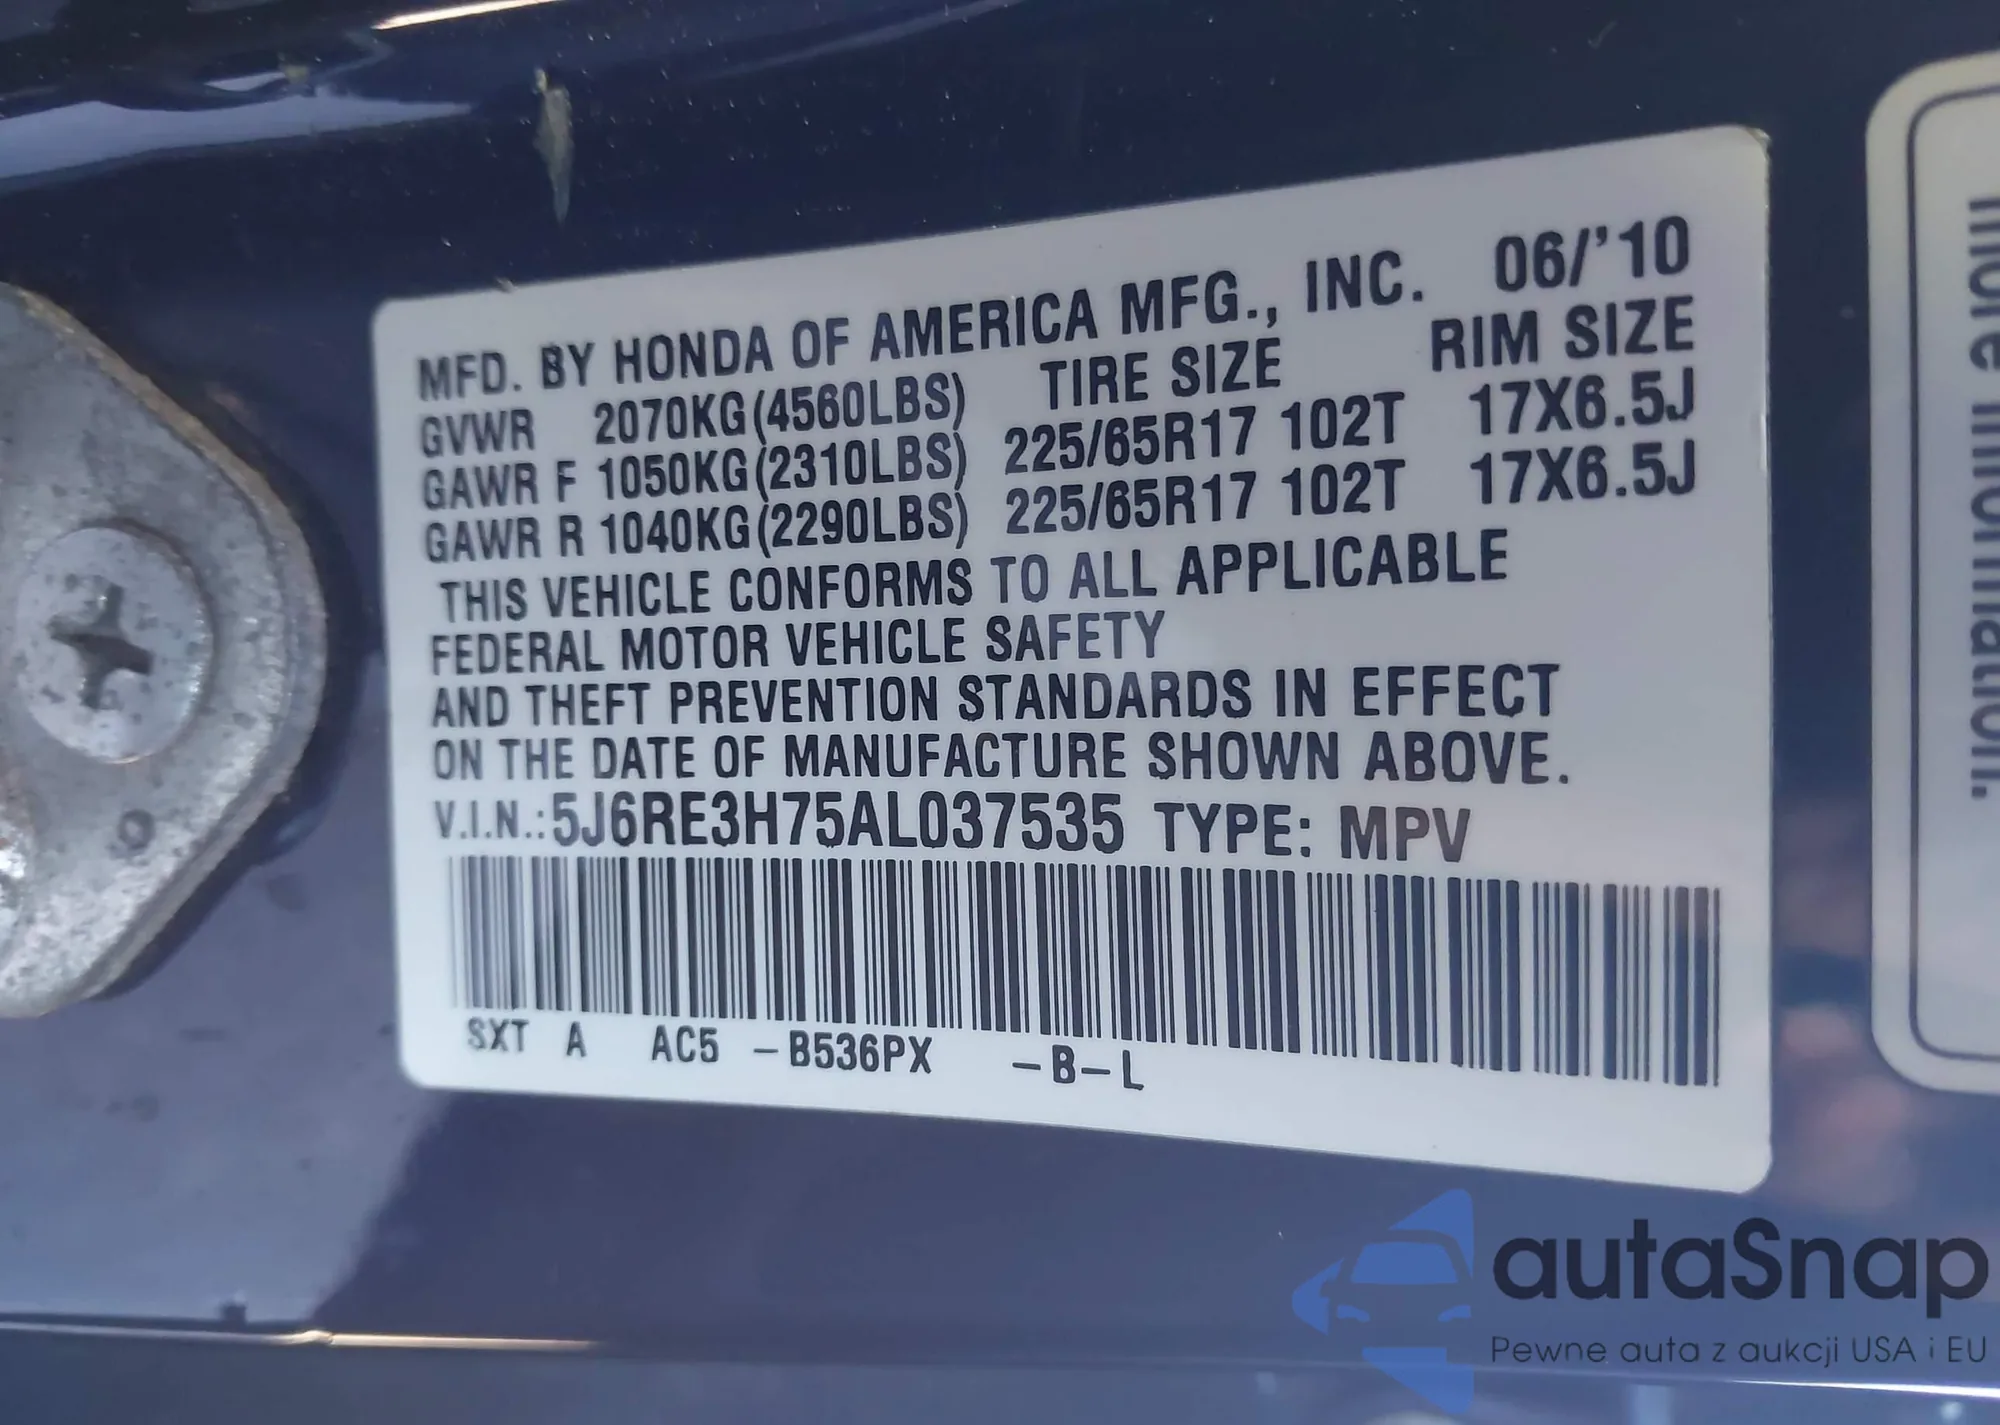 MFD. BY HONDA OF AMERICA MFG., INC. 06/'10
GVWR 2070KG(4560LBS) TIRE SIZE RIM SIZE
GAWR F 1050KG(2310LBS) 225/65R17 102T 17X6.5J
GAWR R 1040KG(2290LBS) 225/65R17 102T 17X6.5J
THIS VEHICLE CONFORMS TO ALL APPLICABLE
FEDERAL MOTOR VEHICLE SAFETY
AND THEFT PREVENTION STANDARDS IN EFFECT
ON THE DATE OF MANUFACTURE SHOWN ABOVE.
V.I.N.:5J6RE3H75AL037535 TYPE: MPV
SXT A AC5 -B536PX -B-L
more information.
autaSnap
Pewne auta z aukcji USA i EU